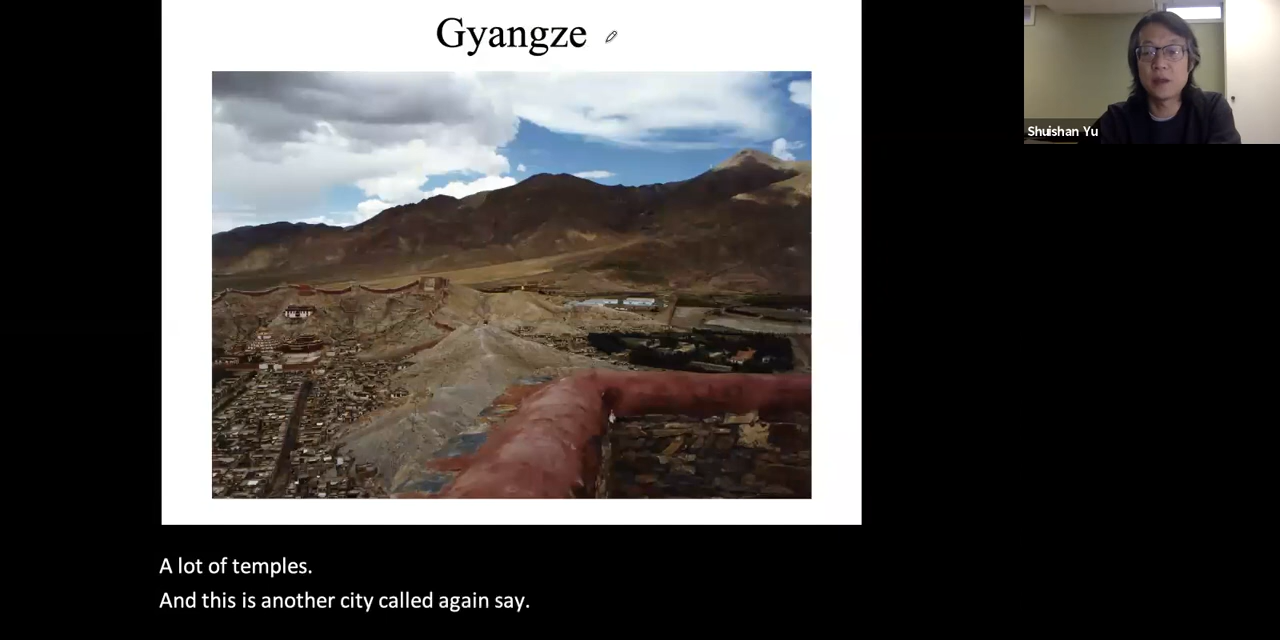 Gyangze
Shuishan Yu
A lot of temples.
And this is another city called again say.